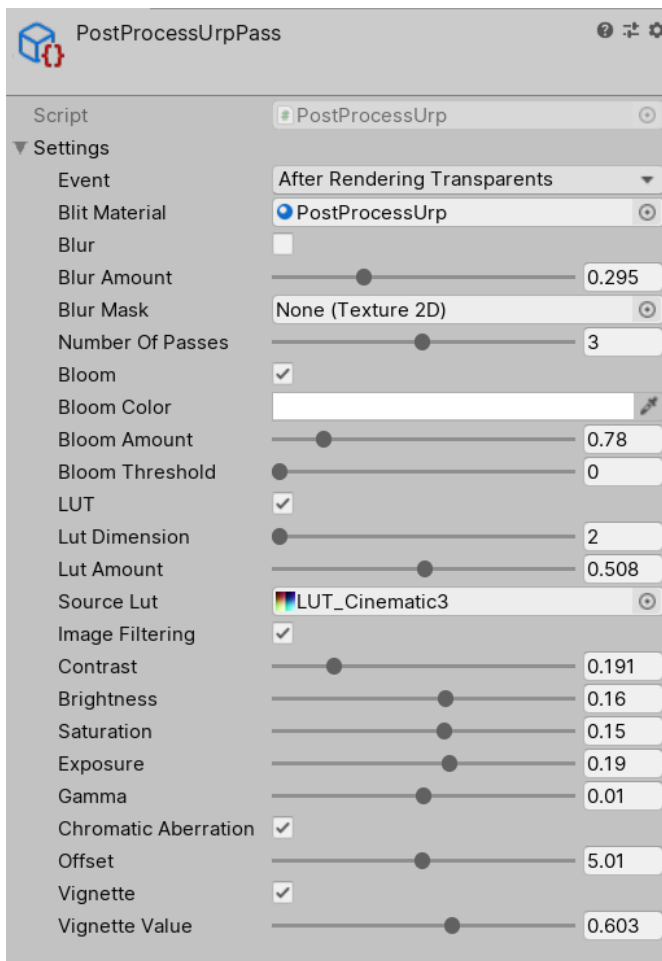 PostProcessUrpPass
Script # PostProcessUrp
Settings
Event After Rendering Transparents
Blit Material PostProcessUrp
Blur
Blur Amount 0.295
Blur Mask None (Texture 2D)
Number Of Passes 3
Bloom
Bloom Color
Bloom Amount 0.78
Bloom Threshold 0
LUT
Lut Dimension 2
Lut Amount 0.508
Source Lut LUT_Cinematic3
Image Filtering
Contrast 0.191
Brightness 0.16
Saturation 0.15
Exposure 0.19
Gamma 0.01
Chromatic Aberration
Offset 5.01
Vignette
Vignette Value 0.603